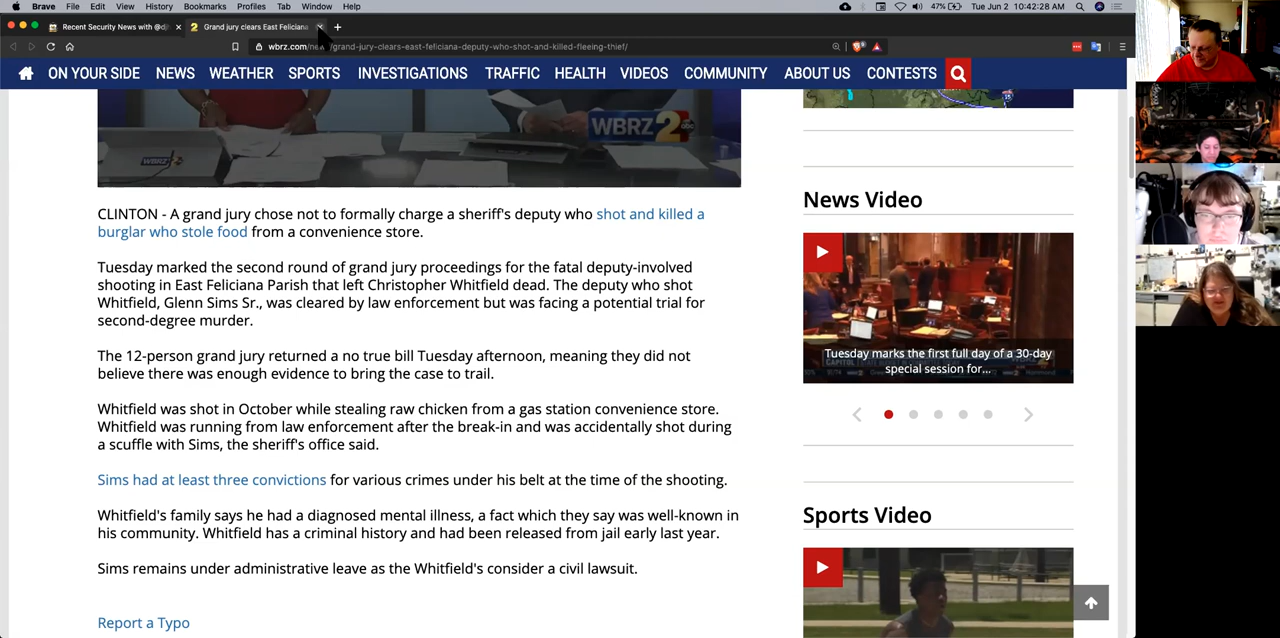 Brave File Edit View History Bookmarks Profiles Tab Window Help
47% Tue Jun 2 10:42:28 AM
Recent Security News with @dj
Grand jury clears East Feliciana
wbrz.com/news/grand-jury-clears-east-feliciana-deputy-who-shot-and-killed-fleeing-thief/
ON YOUR SIDE NEWS WEATHER SPORTS INVESTIGATIONS TRAFFIC HEALTH VIDEOS COMMUNITY ABOUT US CONTESTS
WBRZ 2 abc
WBRZ
CLINTON - A grand jury chose not to formally charge a sheriff's deputy who shot and killed a
burglar who stole food from a convenience store.
Tuesday marked the second round of grand jury proceedings for the fatal deputy-involved
shooting in East Feliciana Parish that left Christopher Whitfield dead. The deputy who shot
Whitfield, Glenn Sims Sr., was cleared by law enforcement but was facing a potential trial for
second-degree murder.
The 12-person grand jury returned a no true bill Tuesday afternoon, meaning they did not
believe there was enough evidence to bring the case to trail.
Whitfield was shot in October while stealing raw chicken from a gas station convenience store.
Whitfield was running from law enforcement after the break-in and was accidentally shot during
a scuffle with Sims, the sheriff's office said.
Sims had at least three convictions for various crimes under his belt at the time of the shooting.
Whitfield's family says he had a diagnosed mental illness, a fact which they say was well-known in
his community. Whitfield has a criminal history and had been released from jail early last year.
Sims remains under administrative leave as the Whitfield's consider a civil lawsuit.
Report a Typo
News Video
Tuesday marks the first full day of a 30-day
special session for...
Sports Video